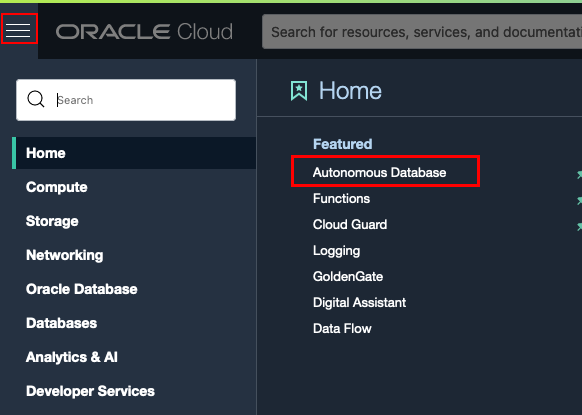 ORACLE Cloud
Search for resources, services, and documentati
Search
Home
Compute
Storage
Networking
Oracle Database
Databases
Analytics & AI
Developer Services
Home
Featured
Autonomous Database
Functions
Cloud Guard
Logging
GoldenGate
Digital Assistant
Data Flow